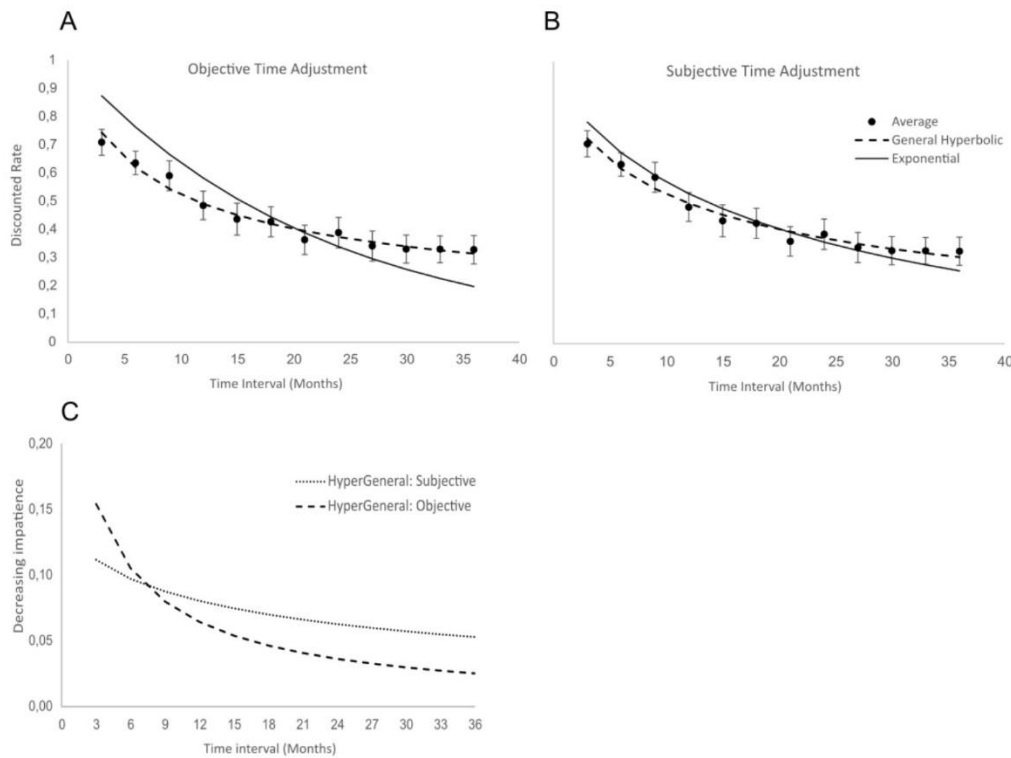 A
B
Objective Time Adjustment
Subjective Time Adjustment
Average
General Hyperbolic
Exponential
Discounted Rate
1
0,9
0,8
0,7
0,6
0,5
0,4
0,3
0,2
0,1
0
0 5 10 15 20 25 30 35 40
Time Interval (Months)
0 5 10 15 20 25 30 35 40
Time Interval (Months)
C
HyperGeneral: Subjective
HyperGeneral: Objective
Decreasing impatience
0,20
0,15
0,10
0,05
0,00
0 3 6 9 12 15 18 21 24 27 30 33 36
Time interval (Months)